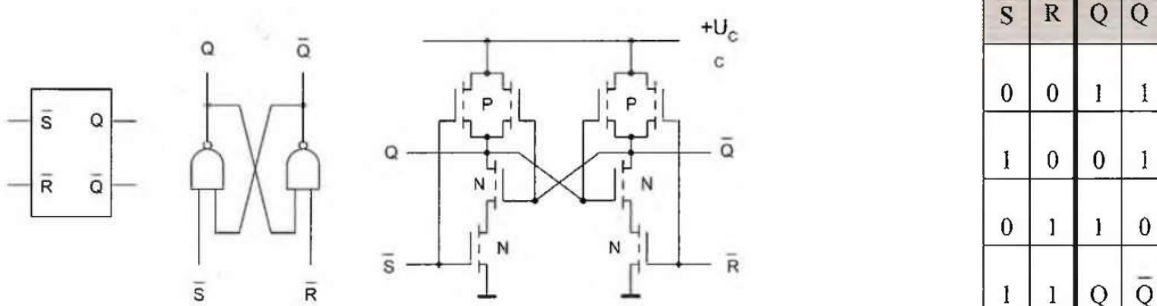 S̅ Q
R̅ Q̅
Q Q̅
S̅ R̅
+U
C
C
P P
Q Q̅
N N
N N
S̅ R̅
S̅ R Q Q
0 0 1 1
1 0 0 1
0 1 1 0
1 1 Q Q̅